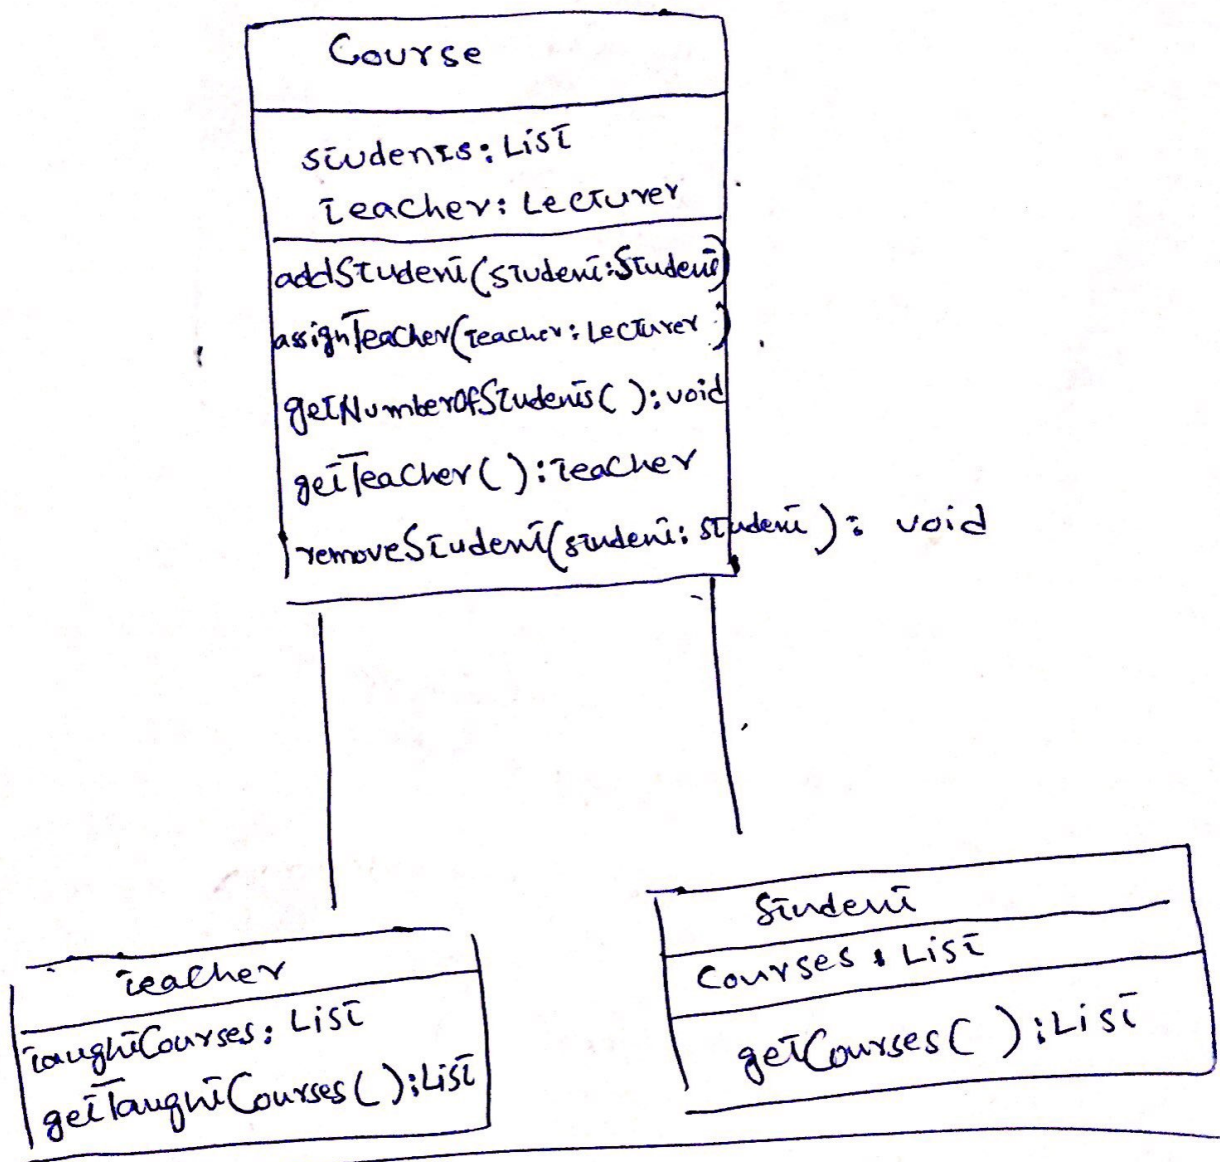 Course
students: List
teacher: Lecturer
addStudent(student:Student)
assignTeacher(teacher: Lecturer)
getNumberOfStudents(): void
getTeacher(): teacher
removeStudent(student: student): void
teacher
taughtCourses: List
getTaughtCourses(): List
Student
Courses: List
getCourses(): List